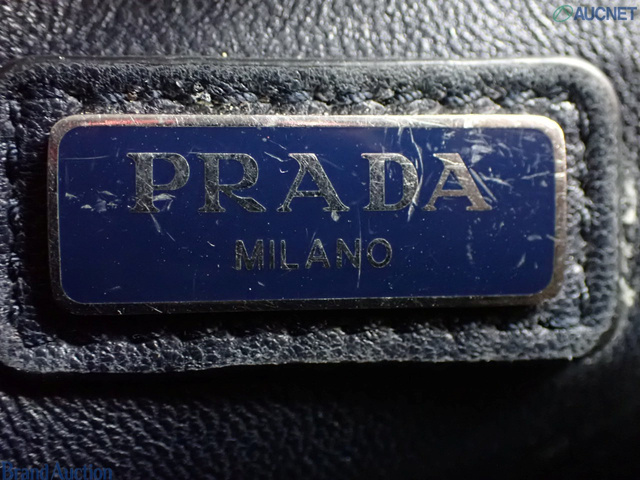 AUCNET
PRADA
MILANO
Brand Auction